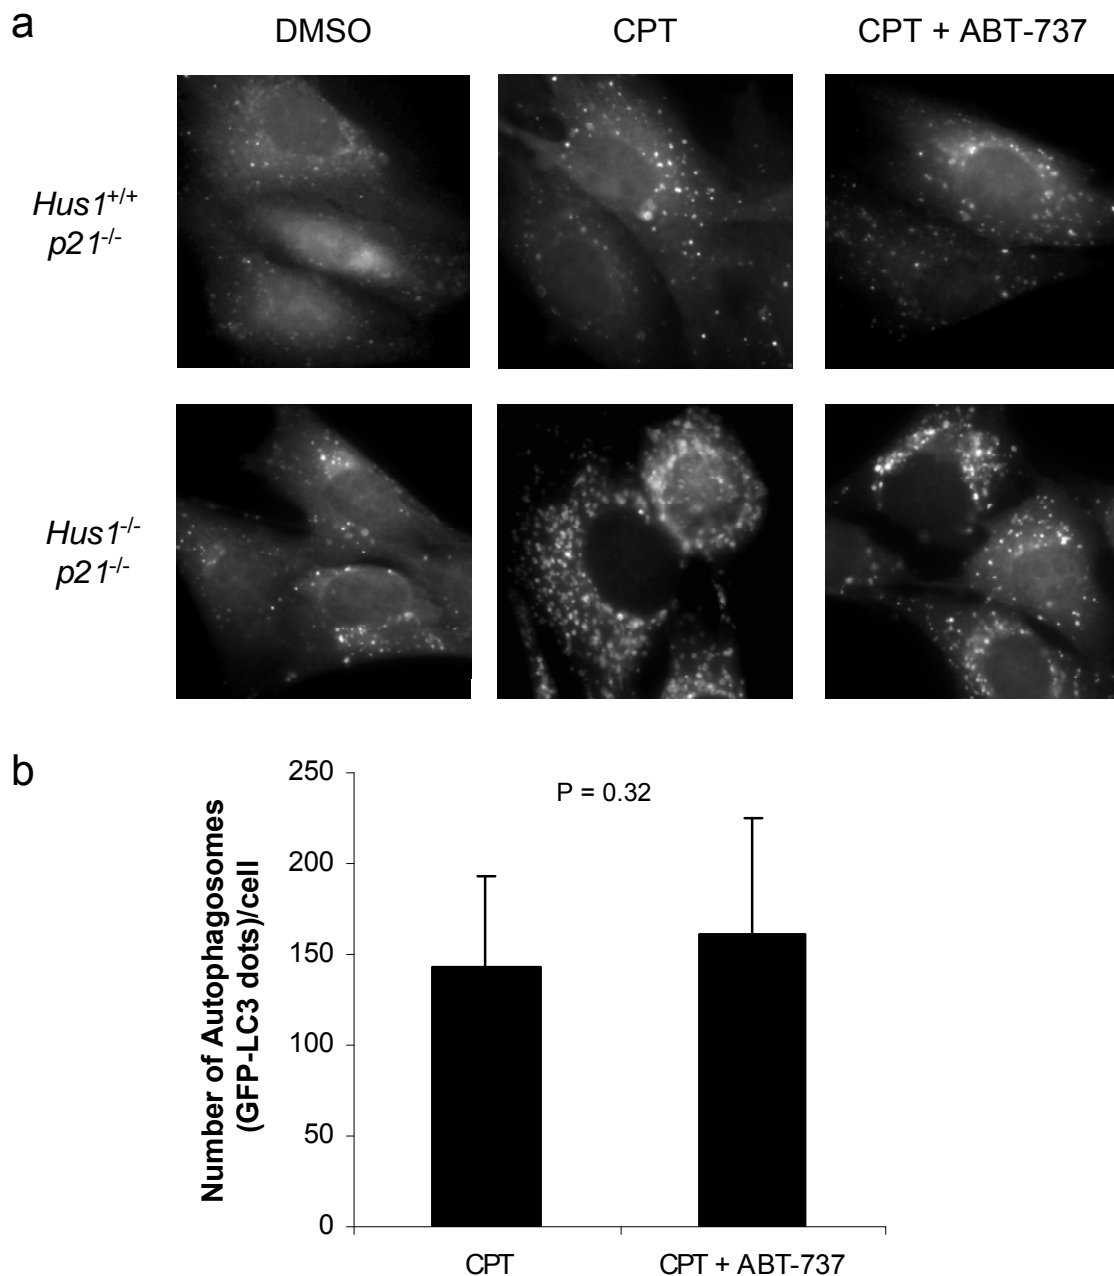 a
DMSO
CPT
CPT + ABT-737
Hus1+/+
p21-/-
Hus1-/-
p21-/-
b
Number of Autophagosomes
(GFP-LC3 dots)/cell
250
200
150
100
50
0
P = 0.32
CPT
CPT + ABT-737